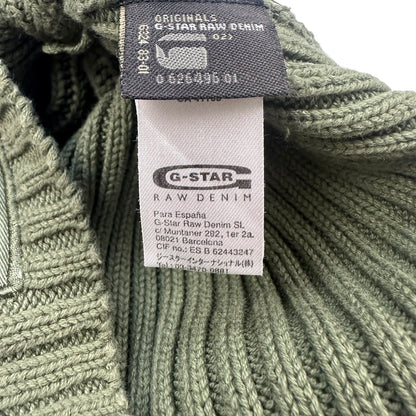 ORIGINALS
G-STAR RAW DENIM
02)
0 626495 01
G-STAR
RAW DENIM
Para España
G-Star Raw Denim SL
c/ Muntaner 292, 1er 2a.
08021 Barcelona
CIF no.: ES B 62443247
ジースターインターナショナル(株)